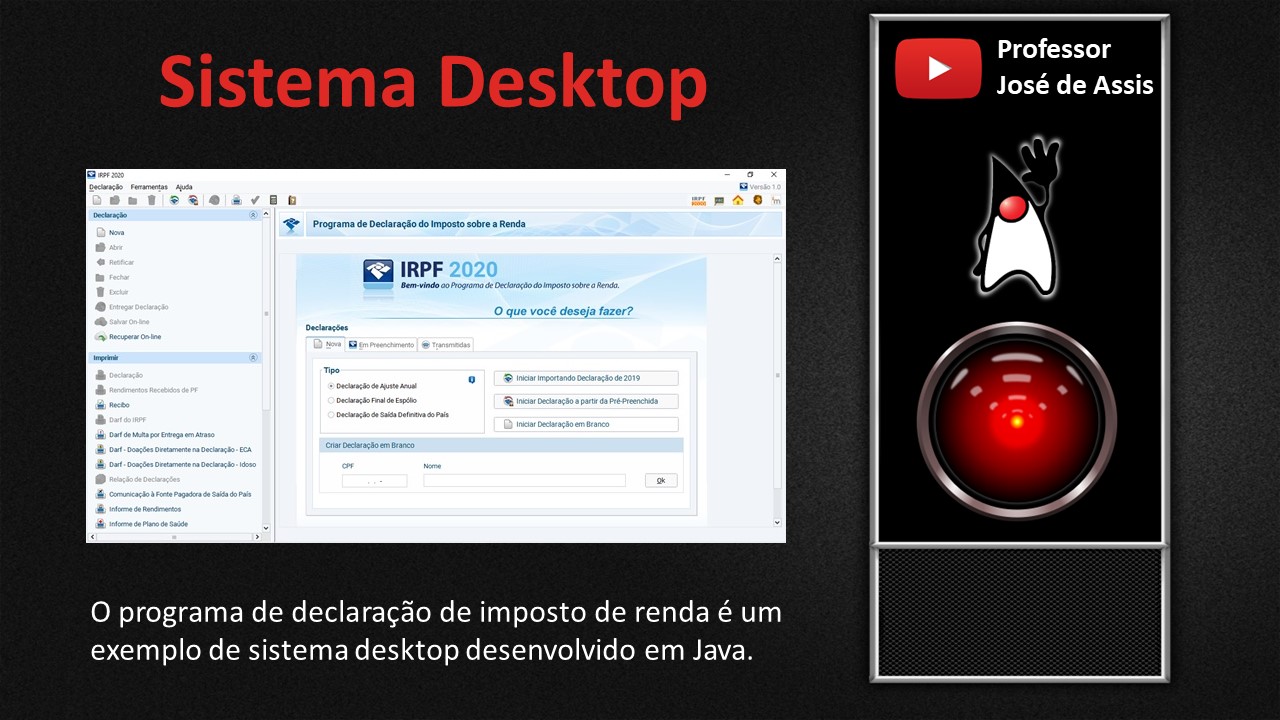 Sistema Desktop
Professor
José de Assis
IRPF 2020
Declaração Ferramentas Ajuda
Versão 1.0
IRPF
Declaração
Nova
Abrir
Retificar
Fechar
Excluir
Entregar Declaração
Salvar On-line
Recuperar On-line
Imprimir
Declaração
Rendimentos Recebidos de PF
Recibo
Darf do IRPF
Darf de Multa por Entrega em Atraso
Darf - Doações Diretamente na Declaração - ECA
Darf - Doações Diretamente na Declaração - Idoso
Relação de Declarações
Comunicação à Fonte Pagadora de Saída do País
Informe de Rendimentos
Informe de Plano de Saúde
Programa de Declaração do Imposto sobre a Renda
IRPF 2020
Bem-vindo ao Programa de Declaração do Imposto sobre a Renda.
O que você deseja fazer?
Declarações
Nova Em Preenchimento Transmitidas
Tipo
Declaração de Ajuste Anual
Declaração Final de Espólio
Declaração de Saída Definitiva do País
Iniciar Importando Declaração de 2019
Iniciar Declaração a partir da Pré-Preenchida
Iniciar Declaração em Branco
Criar Declaração em Branco
CPF Nome
. . -
Ok
O programa de declaração de imposto de renda é um
exemplo de sistema desktop desenvolvido em Java.